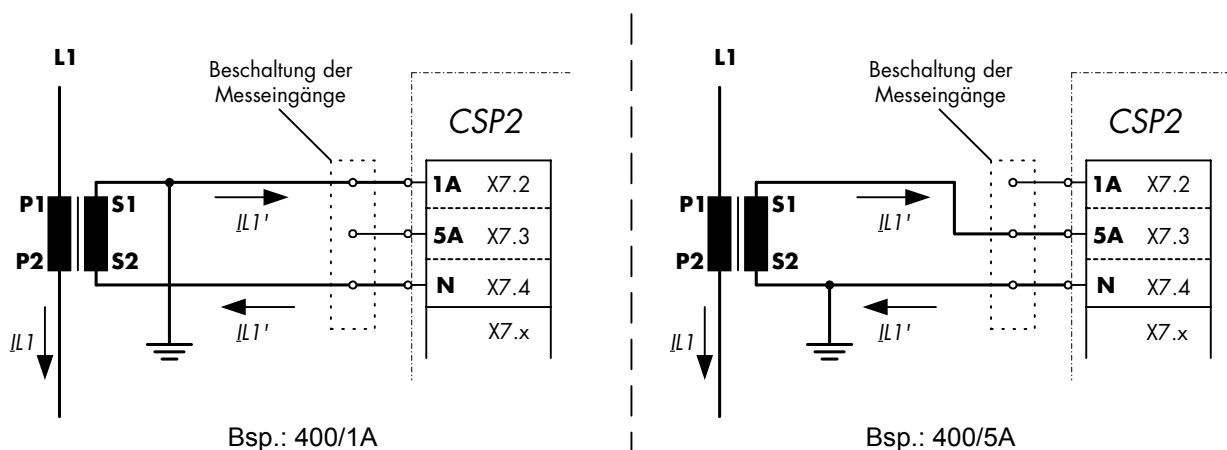 L1
Beschaltung der
Messeingänge
CSP2
P1
S1
P2
S2
1A X7.2
5A X7.3
N X7.4
X7.x
IL1'
IL1'
IL1
Bsp.: 400/1A
L1
Beschaltung der
Messeingänge
CSP2
P1
S1
P2
S2
1A X7.2
5A X7.3
N X7.4
X7.x
IL1'
IL1'
IL1
Bsp.: 400/5A